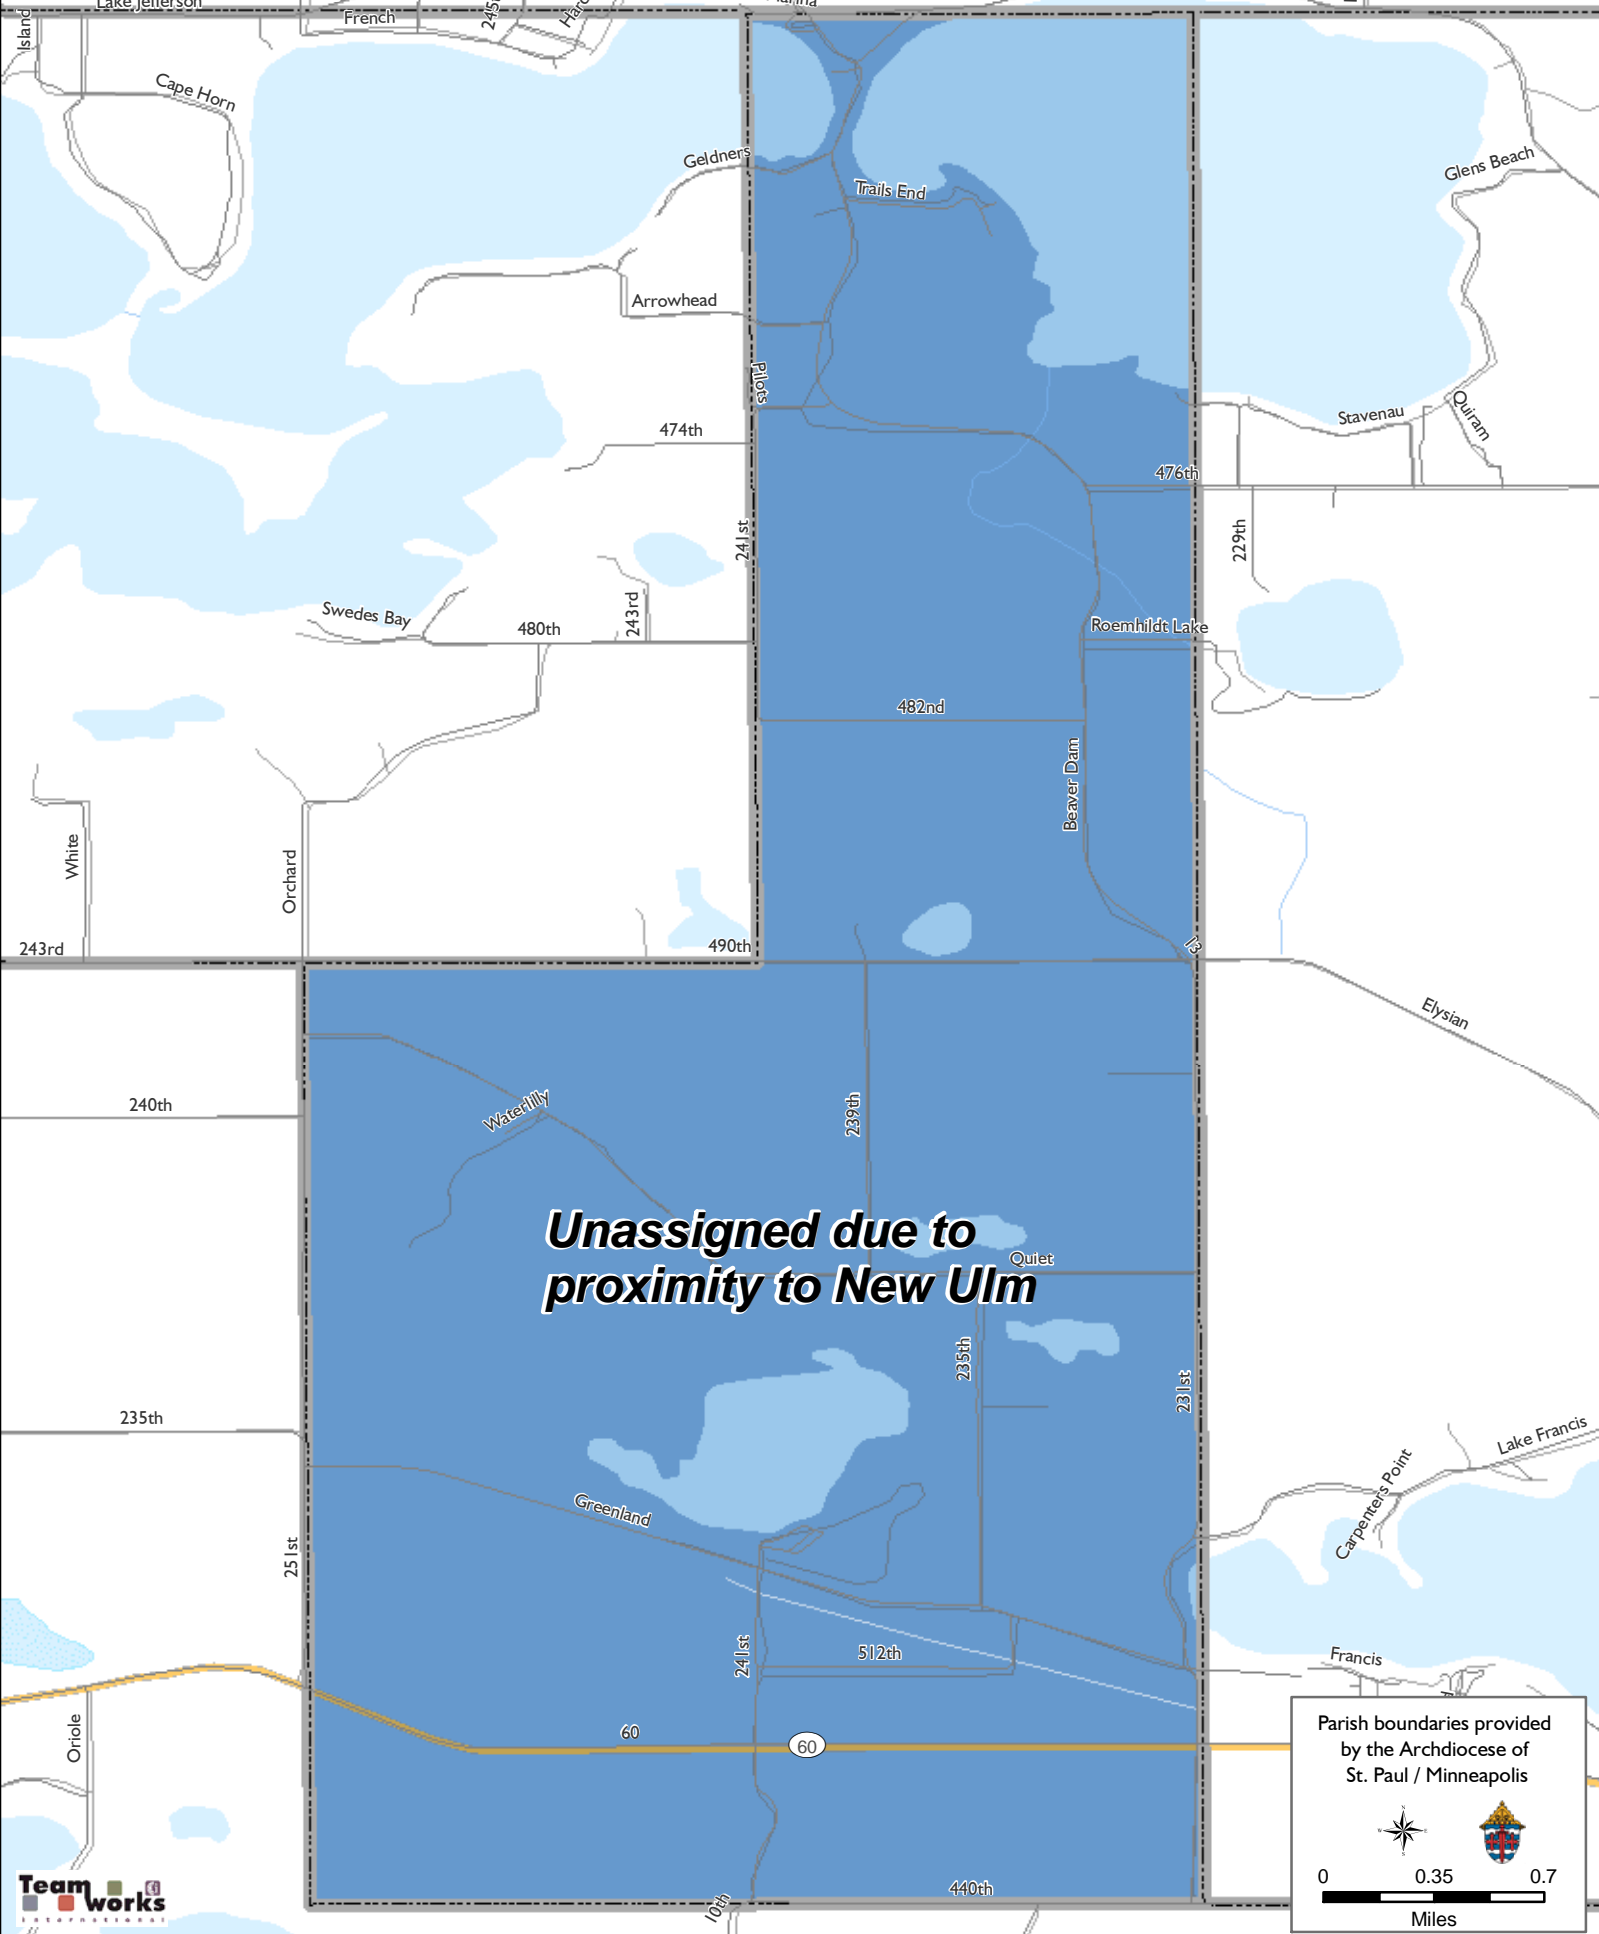 Lake Jefferson
French
Island
Cape Horn
Geldners
Trails End
Glens Beach
Arrowhead
Pilots
Stavenau
Quiram
474th
476th
241st
229th
Swedes Bay
480th
243rd
Roemhildt Lake
482nd
Beaver Dam
White
Orchard
243rd
490th
13
Elysian
240th
Waterlilly
239th
Unassigned due to
proximity to New Ulm
Quiet
235th
231st
235th
Lake Francis
Carpenters Point
Greenland
251st
241st
512th
Francis
Oriole
60
60
440th
10th
Parish boundaries provided
by the Archdiocese of
St. Paul / Minneapolis
N
W
E
S
0 0.35 0.7
Miles
Team
works
international